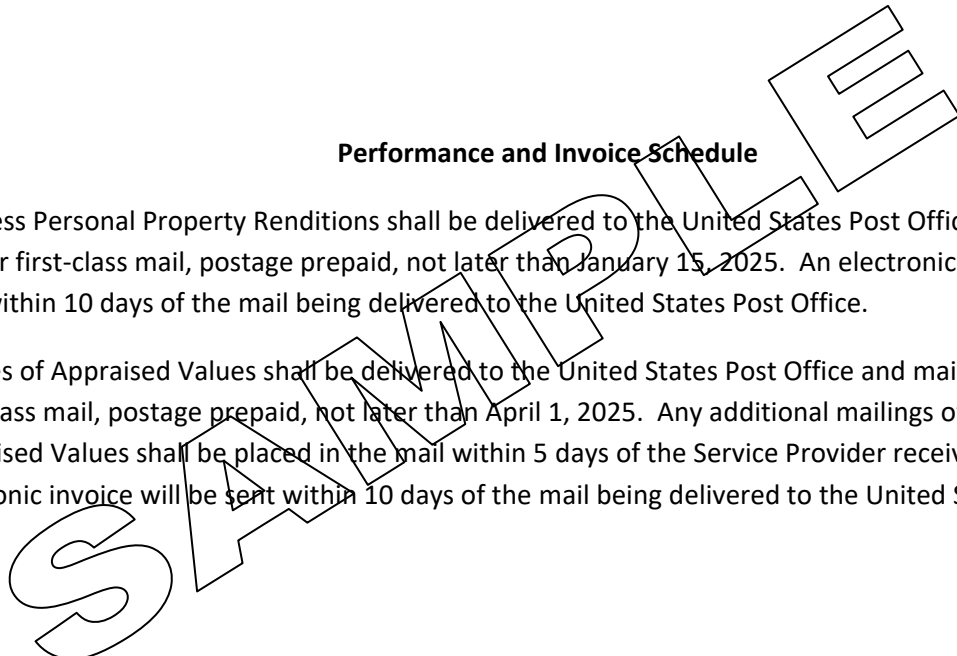 Performance and Invoice Schedule
ess Personal Property Renditions shall be delivered to the United States Post Offic
r first-class mail, postage prepaid, not later than January 15, 2025.  An electronic
within 10 days of the mail being delivered to the United States Post Office.
es of Appraised Values shall be delivered to the United States Post Office and mai
ass mail, postage prepaid, not later than April 1, 2025.  Any additional mailings o
ised Values shall be placed in the mail within 5 days of the Service Provider receiv
onic invoice will be sent within 10 days of the mail being delivered to the United S
SAMPLE